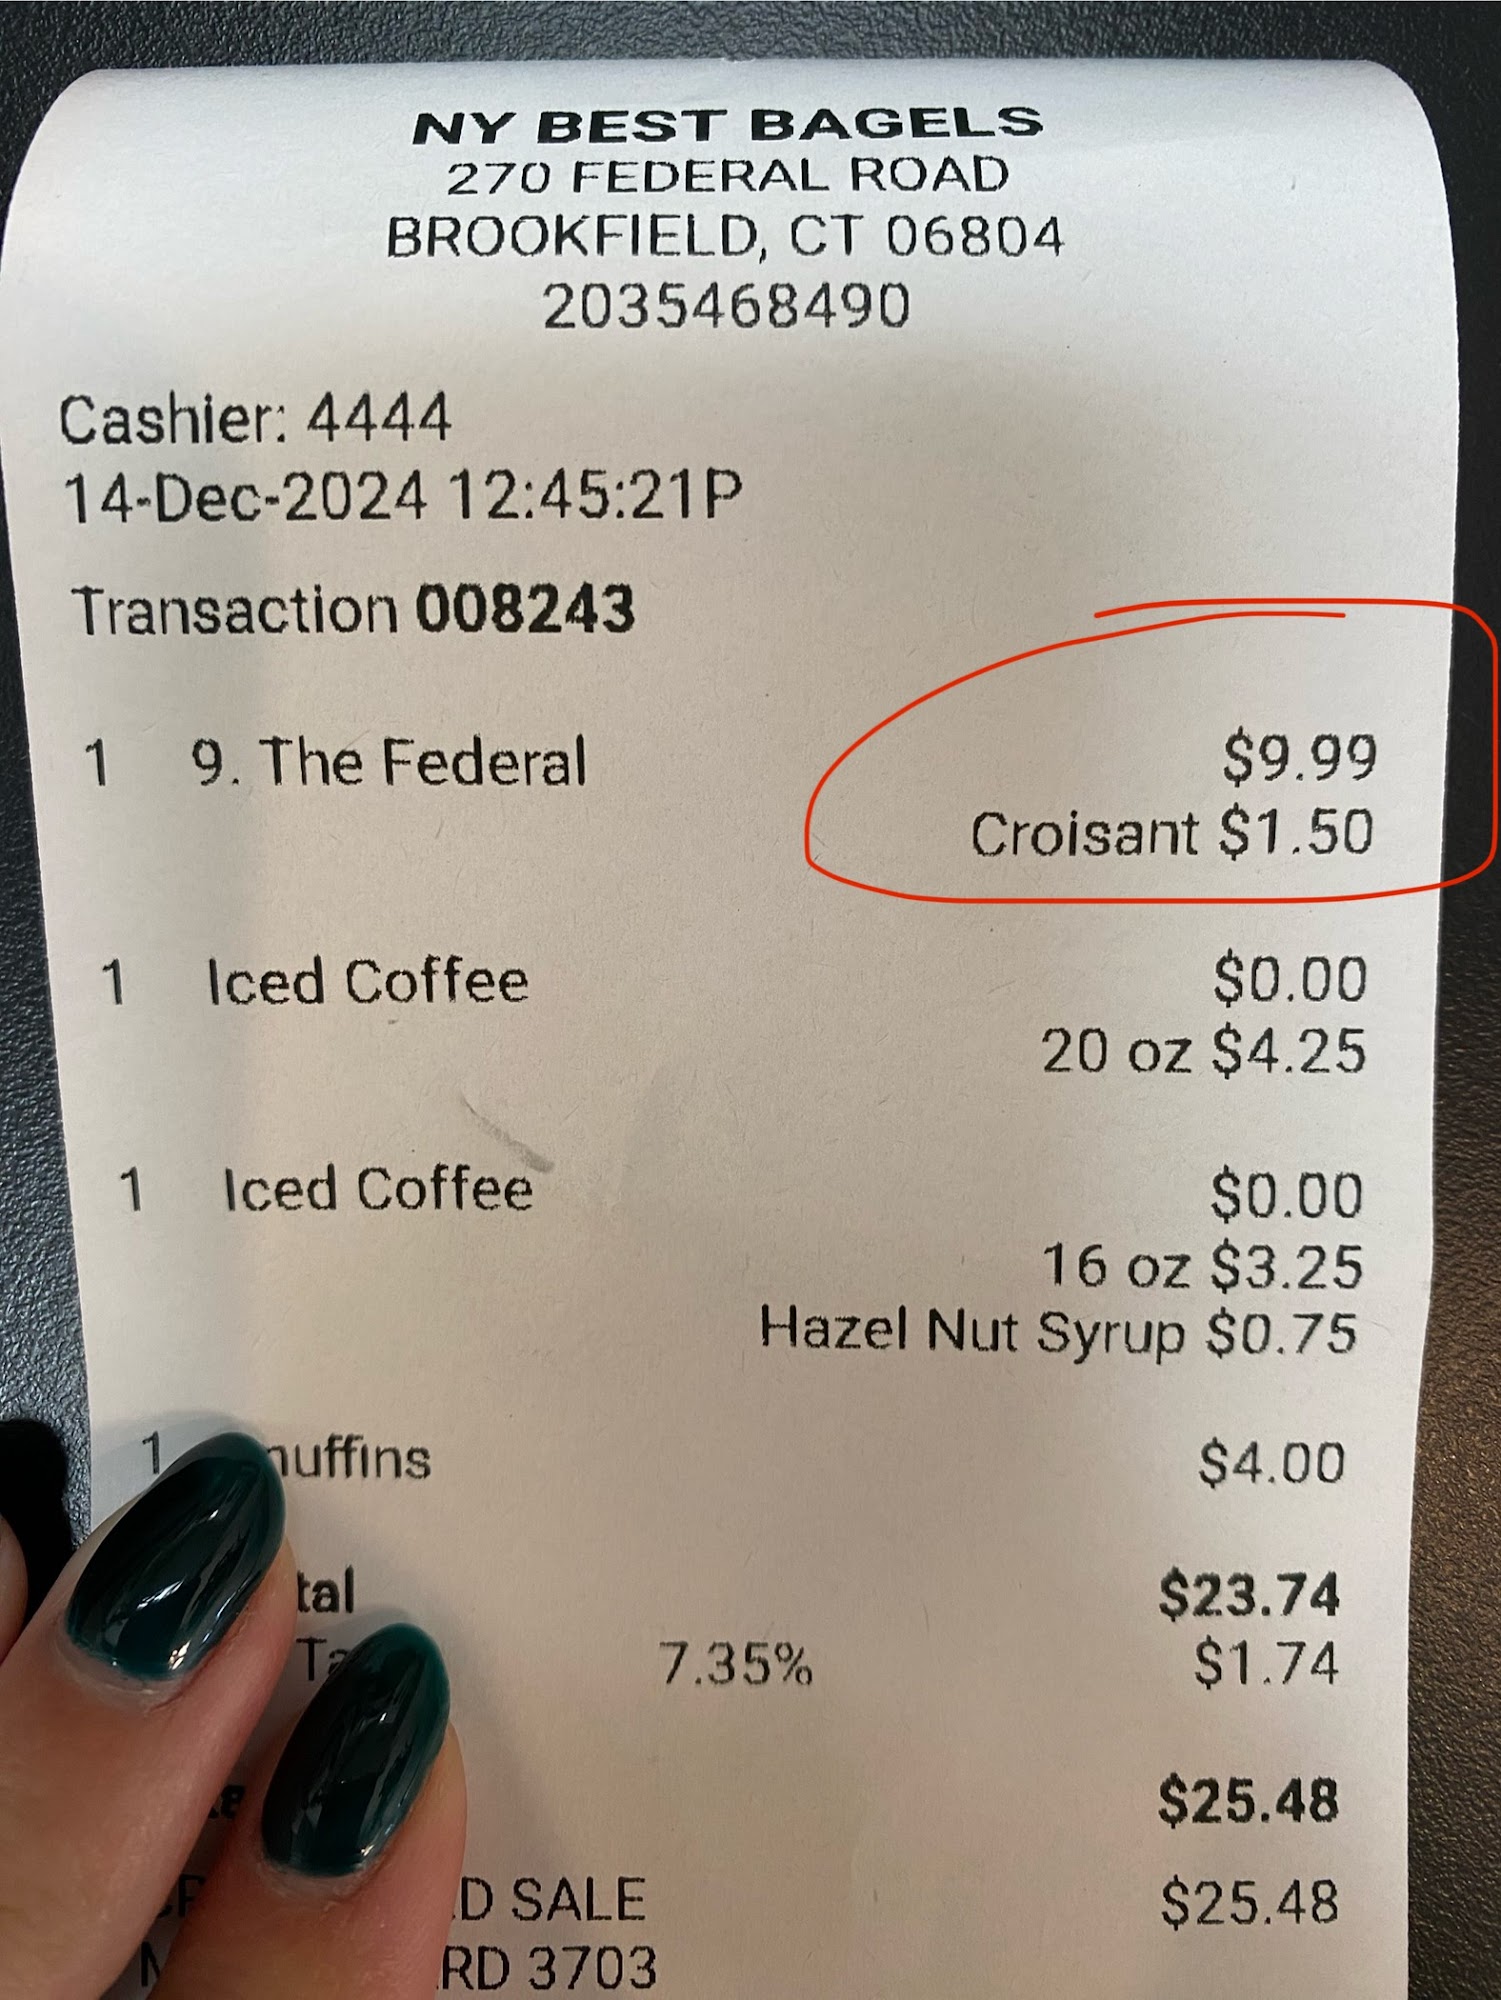 NY BEST BAGELS
270 FEDERAL ROAD
BROOKFIELD, CT 06804
2035468490
Cashier: 4444
14-Dec-2024 12:45:21P
Transaction 008243
1 9. The Federal $9.99
Croisant $1.50
1 Iced Coffee $0.00
20 oz $4.25
1 Iced Coffee $0.00
16 oz $3.25
Hazel Nut Syrup $0.75
1 $4.00
$23.74
7.35% $1.74
$25.48
SALE $25.48
3703